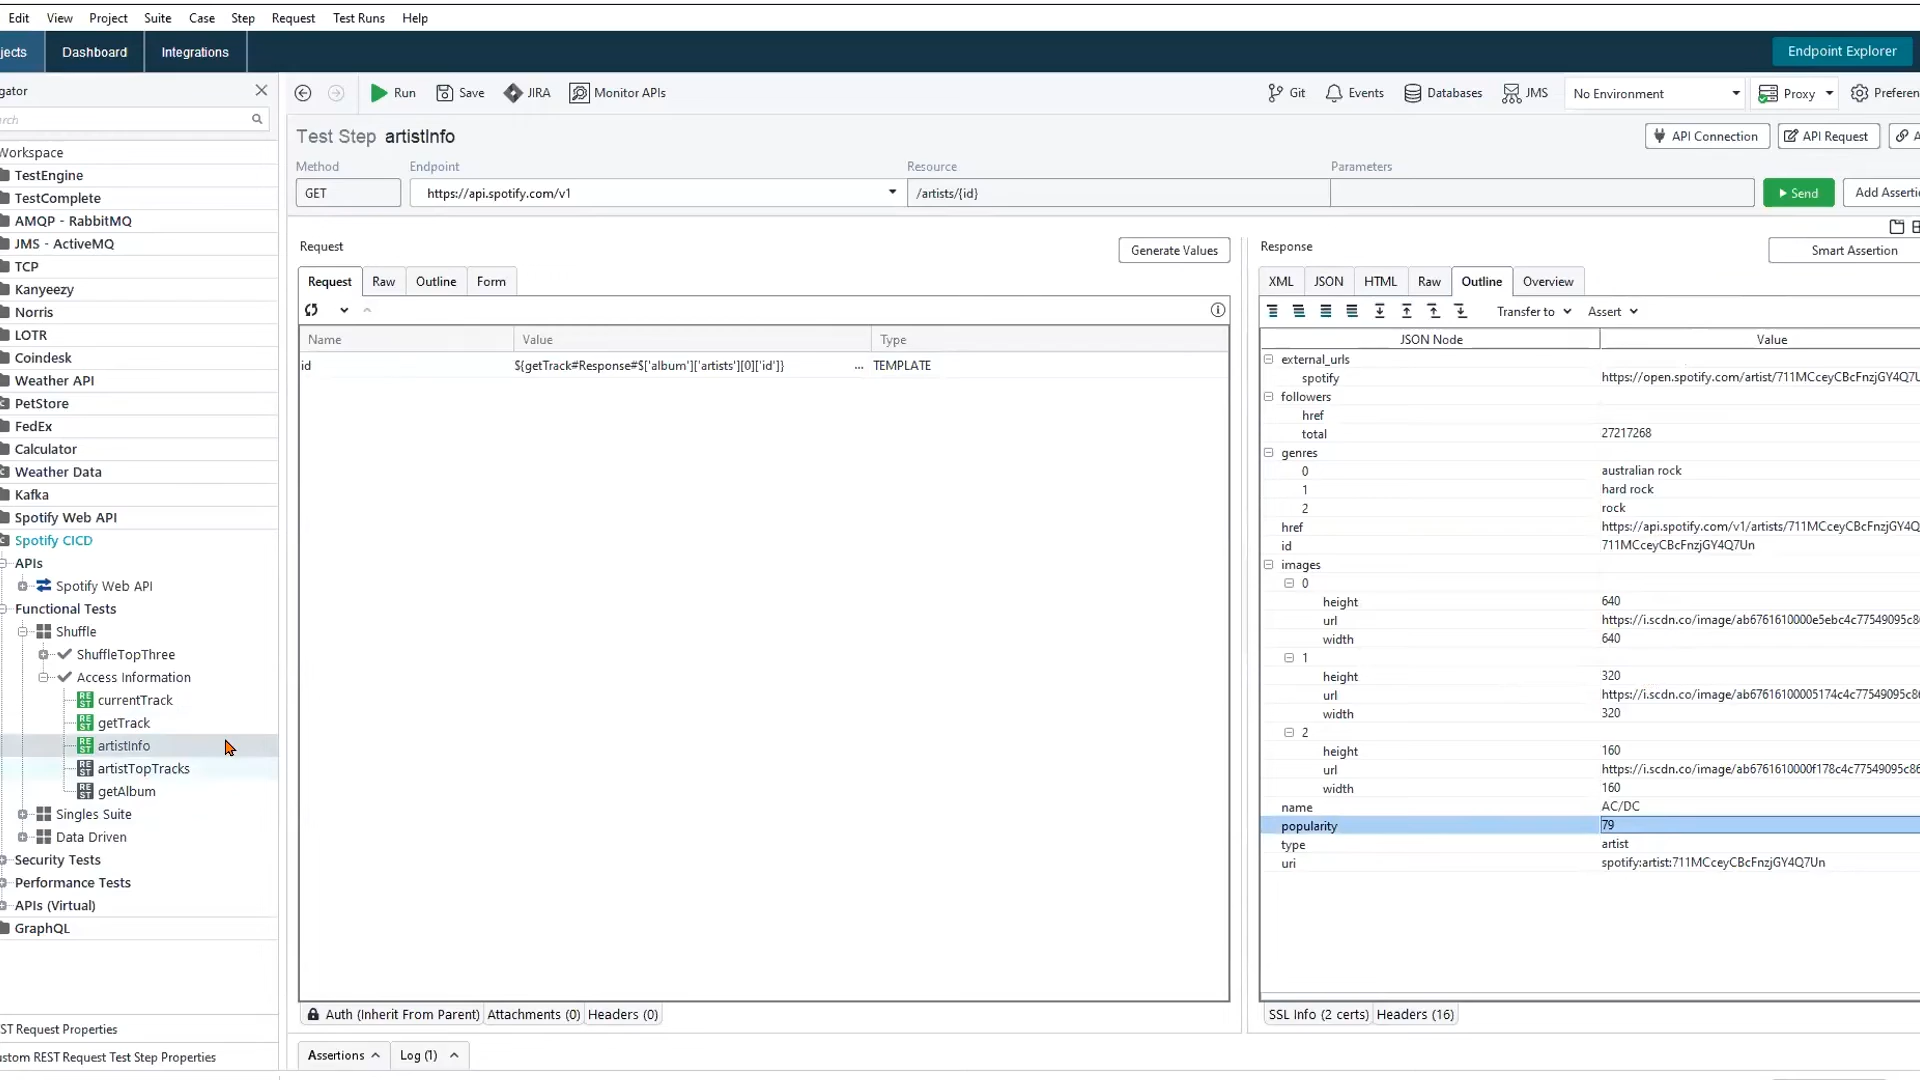 Edit View Project Suite Case Step Request Test Runs Help
jects Dashboard Integrations Endpoint Explorer
gator
rch
Workspace
TestEngine
TestComplete
AMQP - RabbitMQ
JMS - ActiveMQ
TCP
Kanyeezy
Norris
LOTR
Coindesk
Weather API
PetStore
FedEx
Calculator
Weather Data
Kafka
Spotify Web API
Spotify CICD
APIs
Spotify Web API
Functional Tests
Shuffle
ShuffleTopThree
Access Information
REST currentTrack
REST getTrack
REST artistInfo
REST artistTopTracks
REST getAlbum
Singles Suite
Data Driven
Security Tests
Performance Tests
APIs (Virtual)
GraphQL
ST Request Properties
ustom REST Request Test Step Properties
Run Save JIRA Monitor APIs Git Events Databases JMS No Environment Proxy Preferen
Test Step artistInfo API Connection API Request A
Method Endpoint Resource Parameters
GET https://api.spotify.com/v1 /artists/{id} Send Add Asserti
Request Generate Values
Request Raw Outline Form
Name Value Type
id ${getTrack#Response#$['album']['artists'][0]['id']} ... TEMPLATE
Auth (Inherit From Parent) Attachments (0) Headers (0)
Assertions Log (1)
Response Smart Assertion
XML JSON HTML Raw Outline Overview
Transfer to Assert
JSON Node Value
external_urls
spotify https://open.spotify.com/artist/711MCceyCBcFnzjGY4Q7U
followers
href
total 27217268
genres
0 australian rock
1 hard rock
2 rock
href https://api.spotify.com/v1/artists/711MCceyCBcFnzjGY4Q
id 711MCceyCBcFnzjGY4Q7Un
images
0
height 640
url https://i.scdn.co/image/ab6761610000e5ebc4c77549095c8
width 640
1
height 320
url https://i.scdn.co/image/ab67616100005174c4c77549095c8
width 320
2
height 160
url https://i.scdn.co/image/ab6761610000f178c4c77549095c8
width 160
name AC/DC
popularity 79
type artist
uri spotify:artist:711MCceyCBcFnzjGY4Q7Un
SSL Info (2 certs) Headers (16)